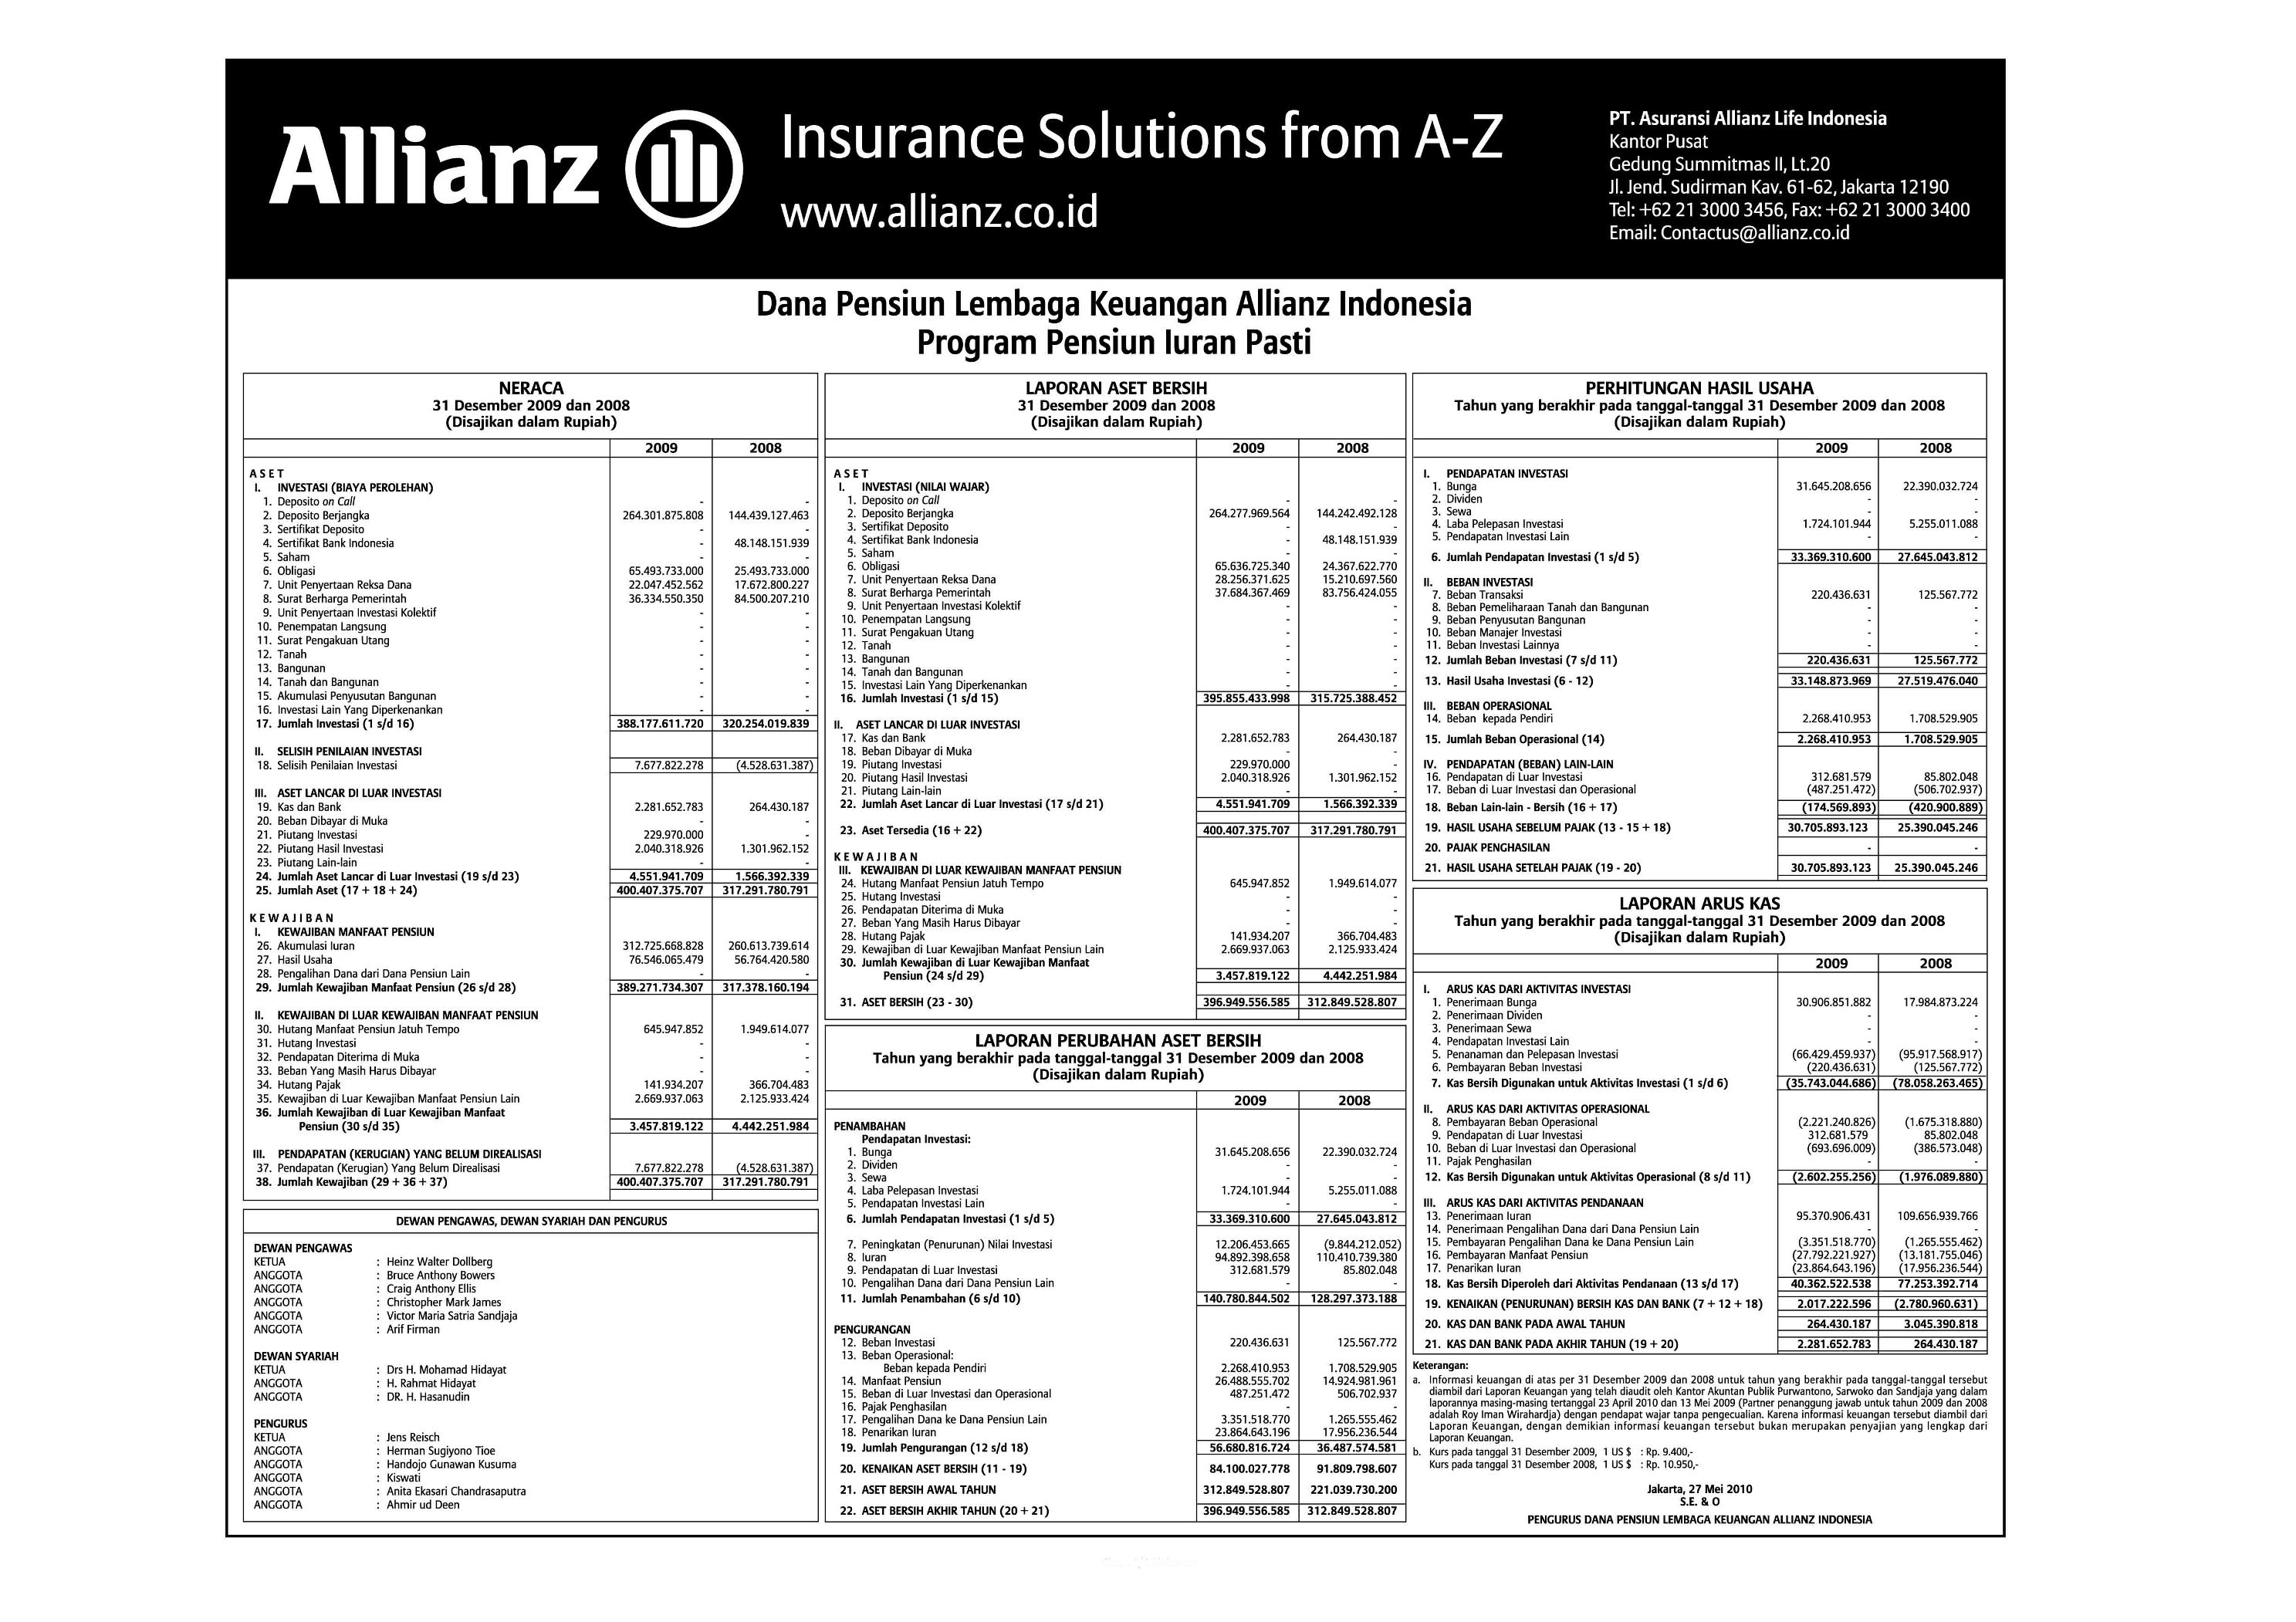 Allianz
Insurance Solutions from A-Z
www.allianz.co.id
PT. Asuransi Allianz Life Indonesia
Kantor Pusat
Gedung Summitmas II, Lt.20
Jl. Jend. Sudirman Kav. 61-62, Jakarta 12190
Tel: +62 21 3000 3456, Fax: +62 21 3000 3400
Email: Contactus@allianz.co.id
Dana Pensiun Lembaga Keuangan Allianz Indonesia
Program Pensiun Iuran Pasti
NERACA
31 Desember 2009 dan 2008
(Disajikan dalam Rupiah)
2009 2008
ASET
I. INVESTASI (BIAYA PEROLEHAN)
1. Deposito on Call - -
2. Deposito Berjangka 264.301.875.808 144.439.127.463
3. Sertifikat Deposito - -
4. Sertifikat Bank Indonesia - 48.148.151.939
5. Saham - -
6. Obligasi 65.493.733.000 25.493.733.000
7. Unit Penyertaan Reksa Dana 22.047.452.562 17.672.800.227
8. Surat Berharga Pemerintah 36.334.550.350 84.500.207.210
9. Unit Penyertaan Investasi Kolektif - -
10. Penempatan Langsung - -
11. Surat Pengakuan Utang - -
12. Tanah - -
13. Bangunan - -
14. Tanah dan Bangunan - -
15. Akumulasi Penyusutan Bangunan - -
16. Investasi Lain Yang Diperkenankan - -
17. Jumlah Investasi (1 s/d 16) 388.177.611.720 320.254.019.839
II. SELISIH PENILAIAN INVESTASI
18. Selisih Penilaian Investasi 7.677.822.278 (4.528.631.387)
III. ASET LANCAR DI LUAR INVESTASI
19. Kas dan Bank 2.281.652.783 264.430.187
20. Beban Dibayar di Muka - -
21. Piutang Investasi 229.970.000 -
22. Piutang Hasil Investasi 2.040.318.926 1.301.962.152
23. Piutang Lain-lain - -
24. Jumlah Aset Lancar di Luar Investasi (19 s/d 23) 4.551.941.709 1.566.392.339
25. Jumlah Aset (17 + 18 + 24) 400.407.375.707 317.291.780.791
KEWAJIBAN
I. KEWAJIBAN MANFAAT PENSIUN
26. Akumulasi Iuran 312.725.668.828 260.613.739.614
27. Hasil Usaha 76.546.065.479 56.764.420.580
28. Pengalihan Dana dari Dana Pensiun Lain - -
29. Jumlah Kewajiban Manfaat Pensiun (26 s/d 28) 389.271.734.307 317.378.160.194
II. KEWAJIBAN DI LUAR KEWAJIBAN MANFAAT PENSIUN
30. Hutang Manfaat Pensiun Jatuh Tempo 645.947.852 1.949.614.077
31. Hutang Investasi - -
32. Pendapatan Diterima di Muka - -
33. Beban Yang Masih Harus Dibayar - -
34. Hutang Pajak 141.934.207 366.704.483
35. Kewajiban di Luar Kewajiban Manfaat Pensiun Lain 2.669.937.063 2.125.933.424
36. Jumlah Kewajiban di Luar Kewajiban Manfaat
Pensiun (30 s/d 35) 3.457.819.122 4.442.251.984
III. PENDAPATAN (KERUGIAN) YANG BELUM DIREALISASI
37. Pendapatan (Kerugian) Yang Belum Direalisasi 7.677.822.278 (4.528.631.387)
38. Jumlah Kewajiban (29 + 36 + 37) 400.407.375.707 317.291.780.791
DEWAN PENGAWAS, DEWAN SYARIAH DAN PENGURUS
DEWAN PENGAWAS
KETUA : Heinz Walter Dollberg
ANGGOTA : Bruce Anthony Bowers
ANGGOTA : Craig Anthony Ellis
ANGGOTA : Christopher Mark James
ANGGOTA : Victor Maria Satria Sandjaja
ANGGOTA : Arif Firman
DEWAN SYARIAH
KETUA : Drs H. Mohamad Hidayat
ANGGOTA : H. Rahmat Hidayat
ANGGOTA : DR. H. Hasanudin
PENGURUS
KETUA : Jens Reisch
ANGGOTA : Herman Sugiyono Tioe
ANGGOTA : Handojo Gunawan Kusuma
ANGGOTA : Kiswati
ANGGOTA : Anita Ekasari Chandrasaputra
ANGGOTA : Ahmir ud Deen
LAPORAN ASET BERSIH
31 Desember 2009 dan 2008
(Disajikan dalam Rupiah)
2009 2008
ASET
I. INVESTASI (NILAI WAJAR)
1. Deposito on Call - -
2. Deposito Berjangka 264.277.969.564 144.242.492.128
3. Sertifikat Deposito - -
4. Sertifikat Bank Indonesia - 48.148.151.939
5. Saham - -
6. Obligasi 65.636.725.340 24.367.622.770
7. Unit Penyertaan Reksa Dana 28.256.371.625 15.210.697.560
8. Surat Berharga Pemerintah 37.684.367.469 83.756.424.055
9. Unit Penyertaan Investasi Kolektif - -
10. Penempatan Langsung - -
11. Surat Pengakuan Utang - -
12. Tanah - -
13. Bangunan - -
14. Tanah dan Bangunan - -
15. Investasi Lain Yang Diperkenankan - -
16. Jumlah Investasi (1 s/d 15) 395.855.433.998 315.725.388.452
II. ASET LANCAR DI LUAR INVESTASI
17. Kas dan Bank 2.281.652.783 264.430.187
18. Beban Dibayar di Muka - -
19. Piutang Investasi 229.970.000 -
20. Piutang Hasil Investasi 2.040.318.926 1.301.962.152
21. Piutang Lain-lain - -
22. Jumlah Aset Lancar di Luar Investasi (17 s/d 21) 4.551.941.709 1.566.392.339
23. Aset Tersedia (16 + 22) 400.407.375.707 317.291.780.791
KEWAJIBAN
III. KEWAJIBAN DI LUAR KEWAJIBAN MANFAAT PENSIUN
24. Hutang Manfaat Pensiun Jatuh Tempo 645.947.852 1.949.614.077
25. Hutang Investasi - -
26. Pendapatan Diterima di Muka - -
27. Beban Yang Masih Harus Dibayar - -
28. Hutang Pajak 141.934.207 366.704.483
29. Kewajiban di Luar Kewajiban Manfaat Pensiun Lain 2.669.937.063 2.125.933.424
30. Jumlah Kewajiban di Luar Kewajiban Manfaat
Pensiun (24 s/d 29) 3.457.819.122 4.442.251.984
31. ASET BERSIH (23 - 30) 396.949.556.585 312.849.528.807
LAPORAN PERUBAHAN ASET BERSIH
Tahun yang berakhir pada tanggal-tanggal 31 Desember 2009 dan 2008
(Disajikan dalam Rupiah)
2009 2008
PENAMBAHAN
Pendapatan Investasi:
1. Bunga 31.645.208.656 22.390.032.724
2. Dividen - -
3. Sewa - -
4. Laba Pelepasan Investasi 1.724.101.944 5.255.011.088
5. Pendapatan Investasi Lain - -
6. Jumlah Pendapatan Investasi (1 s/d 5) 33.369.310.600 27.645.043.812
7. Peningkatan (Penurunan) Nilai Investasi 12.206.453.665 (9.844.212.052)
8. Iuran 94.892.398.658 110.410.739.380
9. Pendapatan di Luar Investasi 312.681.579 85.802.048
10. Pengalihan Dana dari Dana Pensiun Lain - -
11. Jumlah Penambahan (6 s/d 10) 140.780.844.502 128.297.373.188
PENGURANGAN
12. Beban Investasi 220.436.631 125.567.772
13. Beban Operasional:
Beban kepada Pendiri 2.268.410.953 1.708.529.905
14. Manfaat Pensiun 26.488.555.702 14.924.981.961
15. Beban di Luar Investasi dan Operasional 487.251.472 506.702.937
16. Pajak Penghasilan - -
17. Pengalihan Dana ke Dana Pensiun Lain 3.351.518.770 1.265.555.462
18. Penarikan Iuran 23.864.643.196 17.956.236.544
19. Jumlah Pengurangan (12 s/d 18) 56.680.816.724 36.487.574.581
20. KENAIKAN ASET BERSIH (11 - 19) 84.100.027.778 91.809.798.607
21. ASET BERSIH AWAL TAHUN 312.849.528.807 221.039.730.200
22. ASET BERSIH AKHIR TAHUN (20 + 21) 396.949.556.585 312.849.528.807
PERHITUNGAN HASIL USAHA
Tahun yang berakhir pada tanggal-tanggal 31 Desember 2009 dan 2008
(Disajikan dalam Rupiah)
2009 2008
I. PENDAPATAN INVESTASI
1. Bunga 31.645.208.656 22.390.032.724
2. Dividen - -
3. Sewa - -
4. Laba Pelepasan Investasi 1.724.101.944 5.255.011.088
5. Pendapatan Investasi Lain - -
6. Jumlah Pendapatan Investasi (1 s/d 5) 33.369.310.600 27.645.043.812
II. BEBAN INVESTASI
7. Beban Transaksi 220.436.631 125.567.772
8. Beban Pemeliharaan Tanah dan Bangunan - -
9. Beban Penyusutan Bangunan - -
10. Beban Manajer Investasi - -
11. Beban Investasi Lainnya - -
12. Jumlah Beban Investasi (7 s/d 11) 220.436.631 125.567.772
13. Hasil Usaha Investasi (6 - 12) 33.148.873.969 27.519.476.040
III. BEBAN OPERASIONAL
14. Beban kepada Pendiri 2.268.410.953 1.708.529.905
15. Jumlah Beban Operasional (14) 2.268.410.953 1.708.529.905
IV. PENDAPATAN (BEBAN) LAIN-LAIN
16. Pendapatan di Luar Investasi 312.681.579 85.802.048
17. Beban di Luar Investasi dan Operasional (487.251.472) (506.702.937)
18. Beban Lain-lain - Bersih (16 + 17) (174.569.893) (420.900.889)
19. HASIL USAHA SEBELUM PAJAK (13 - 15 + 18) 30.705.893.123 25.390.045.246
20. PAJAK PENGHASILAN - -
21. HASIL USAHA SETELAH PAJAK (19 - 20) 30.705.893.123 25.390.045.246
LAPORAN ARUS KAS
Tahun yang berakhir pada tanggal-tanggal 31 Desember 2009 dan 2008
(Disajikan dalam Rupiah)
2009 2008
I. ARUS KAS DARI AKTIVITAS INVESTASI
1. Penerimaan Bunga 30.906.851.882 17.984.873.224
2. Penerimaan Dividen - -
3. Penerimaan Sewa - -
4. Pendapatan Investasi Lain - -
5. Penanaman dan Pelepasan Investasi (66.429.459.937) (95.917.568.917)
6. Pembayaran Beban Investasi (220.436.631) (125.567.772)
7. Kas Bersih Digunakan untuk Aktivitas Investasi (1 s/d 6) (35.743.044.686) (78.058.263.465)
II. ARUS KAS DARI AKTIVITAS OPERASIONAL
8. Pembayaran Beban Operasional (2.221.240.826) (1.675.318.880)
9. Pendapatan di Luar Investasi 312.681.579 85.802.048
10. Beban di Luar Investasi dan Operasional (693.696.009) (386.573.048)
11. Pajak Penghasilan - -
12. Kas Bersih Digunakan untuk Aktivitas Operasional (8 s/d 11) (2.602.255.256) (1.976.089.880)
III. ARUS KAS DARI AKTIVITAS PENDANAAN
13. Penerimaan Iuran 95.370.906.431 109.656.939.766
14. Penerimaan Pengalihan Dana dari Dana Pensiun Lain - -
15. Pembayaran Pengalihan Dana ke Dana Pensiun Lain (3.351.518.770) (1.265.555.462)
16. Pembayaran Manfaat Pensiun (27.792.221.927) (13.181.755.046)
17. Penarikan Iuran (23.864.643.196) (17.956.236.544)
18. Kas Bersih Diperoleh dari Aktivitas Pendanaan (13 s/d 17) 40.362.522.538 77.253.392.714
19. KENAIKAN (PENURUNAN) BERSIH KAS DAN BANK (7 + 12 + 18) 2.017.222.596 (2.780.960.631)
20. KAS DAN BANK PADA AWAL TAHUN 264.430.187 3.045.390.818
21. KAS DAN BANK PADA AKHIR TAHUN (19 + 20) 2.281.652.783 264.430.187
Keterangan:
a. Informasi keuangan di atas per 31 Desember 2009 dan 2008 untuk tahun yang berakhir pada tanggal-tanggal tersebut
diambil dari Laporan Keuangan yang telah diaudit oleh Kantor Akuntan Publik Purwantono, Sarwoko dan Sandjaja yang dalam
laporannya masing-masing tertanggal 23 April 2010 dan 13 Mei 2009 (Partner penanggung jawab untuk tahun 2009 dan 2008
adalah Roy Iman Wirahardja) dengan pendapat wajar tanpa pengecualian. Karena informasi keuangan tersebut diambil dari
Laporan Keuangan, dengan demikian informasi keuangan tersebut bukan merupakan penyajian yang lengkap dari
Laporan Keuangan.
b. Kurs pada tanggal 31 Desember 2009, 1 US $ : Rp. 9.400,-
Kurs pada tanggal 31 Desember 2008, 1 US $ : Rp. 10.950,-
Jakarta, 27 Mei 2010
S.E. & O
PENGURUS DANA PENSIUN LEMBAGA KEUANGAN ALLIANZ INDONESIA